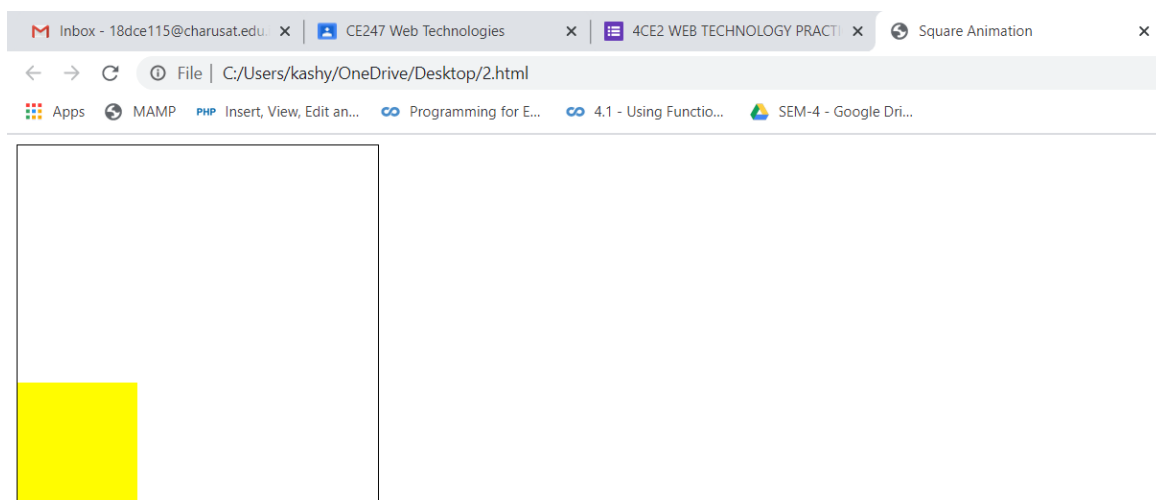 Inbox - 18dce115@charusat.edu. CE247 Web Technologies 4CE2 WEB TECHNOLOGY PRACTI Square Animation
File | C:/Users/kashy/OneDrive/Desktop/2.html
Apps MAMP PHP Insert, View, Edit an... Programming for E... 4.1 - Using Functio... SEM-4 - Google Dri...